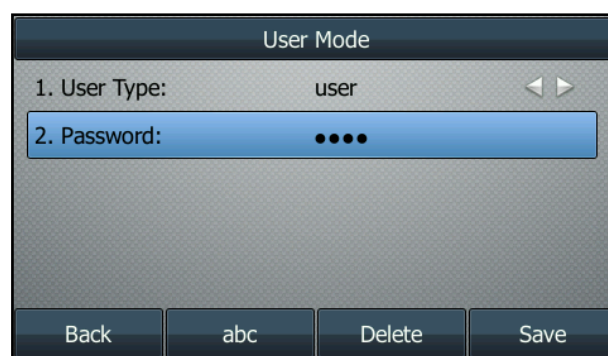 User Mode
1. User Type: user
2. Password: ••••
Back abc Delete Save